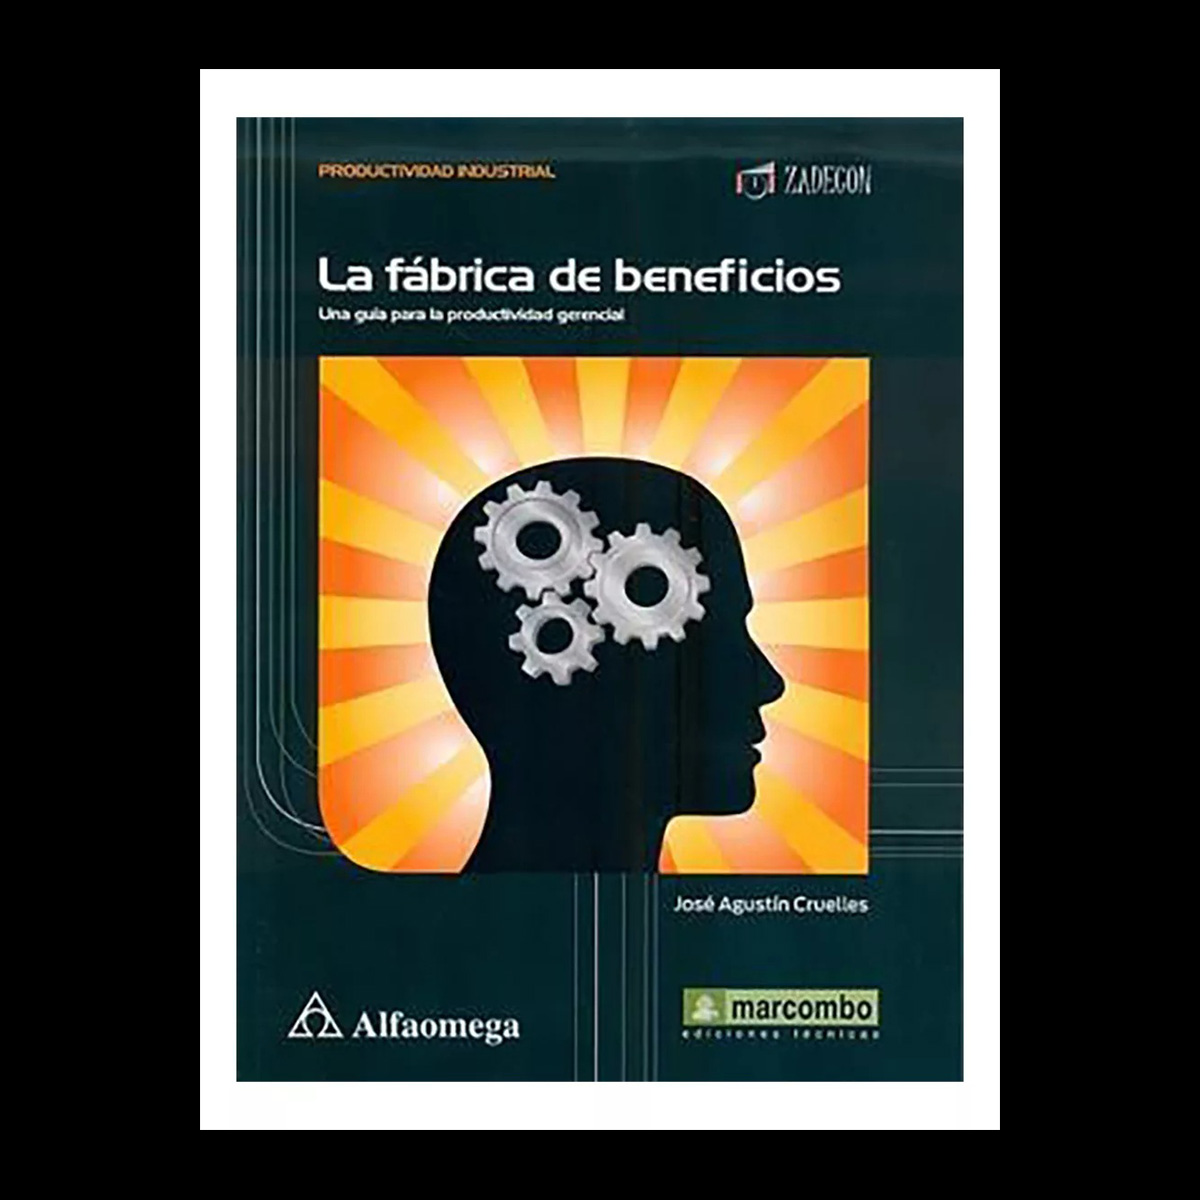 PRODUCTIVIDAD INDUSTRIAL
ZADECON
La fábrica de beneficios
Una guía para la productividad gerencial
José Agustín Cruelles
Alfaomega
marcombo
ediciones técnicas